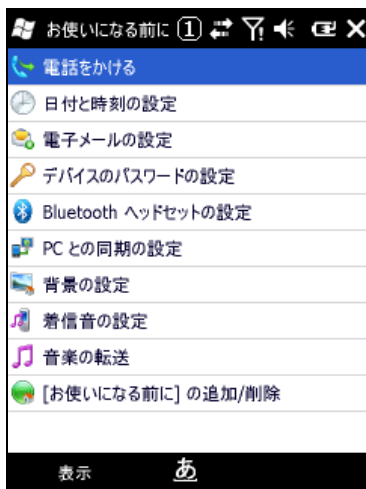 お使いになる前に 1
電話をかける
日付と時刻の設定
電子メールの設定
デバイスのパスワードの設定
Bluetooth ヘッドセットの設定
PC との同期の設定
背景の設定
着信音の設定
音楽の転送
[お使いになる前に] の追加/削除
表示 あ